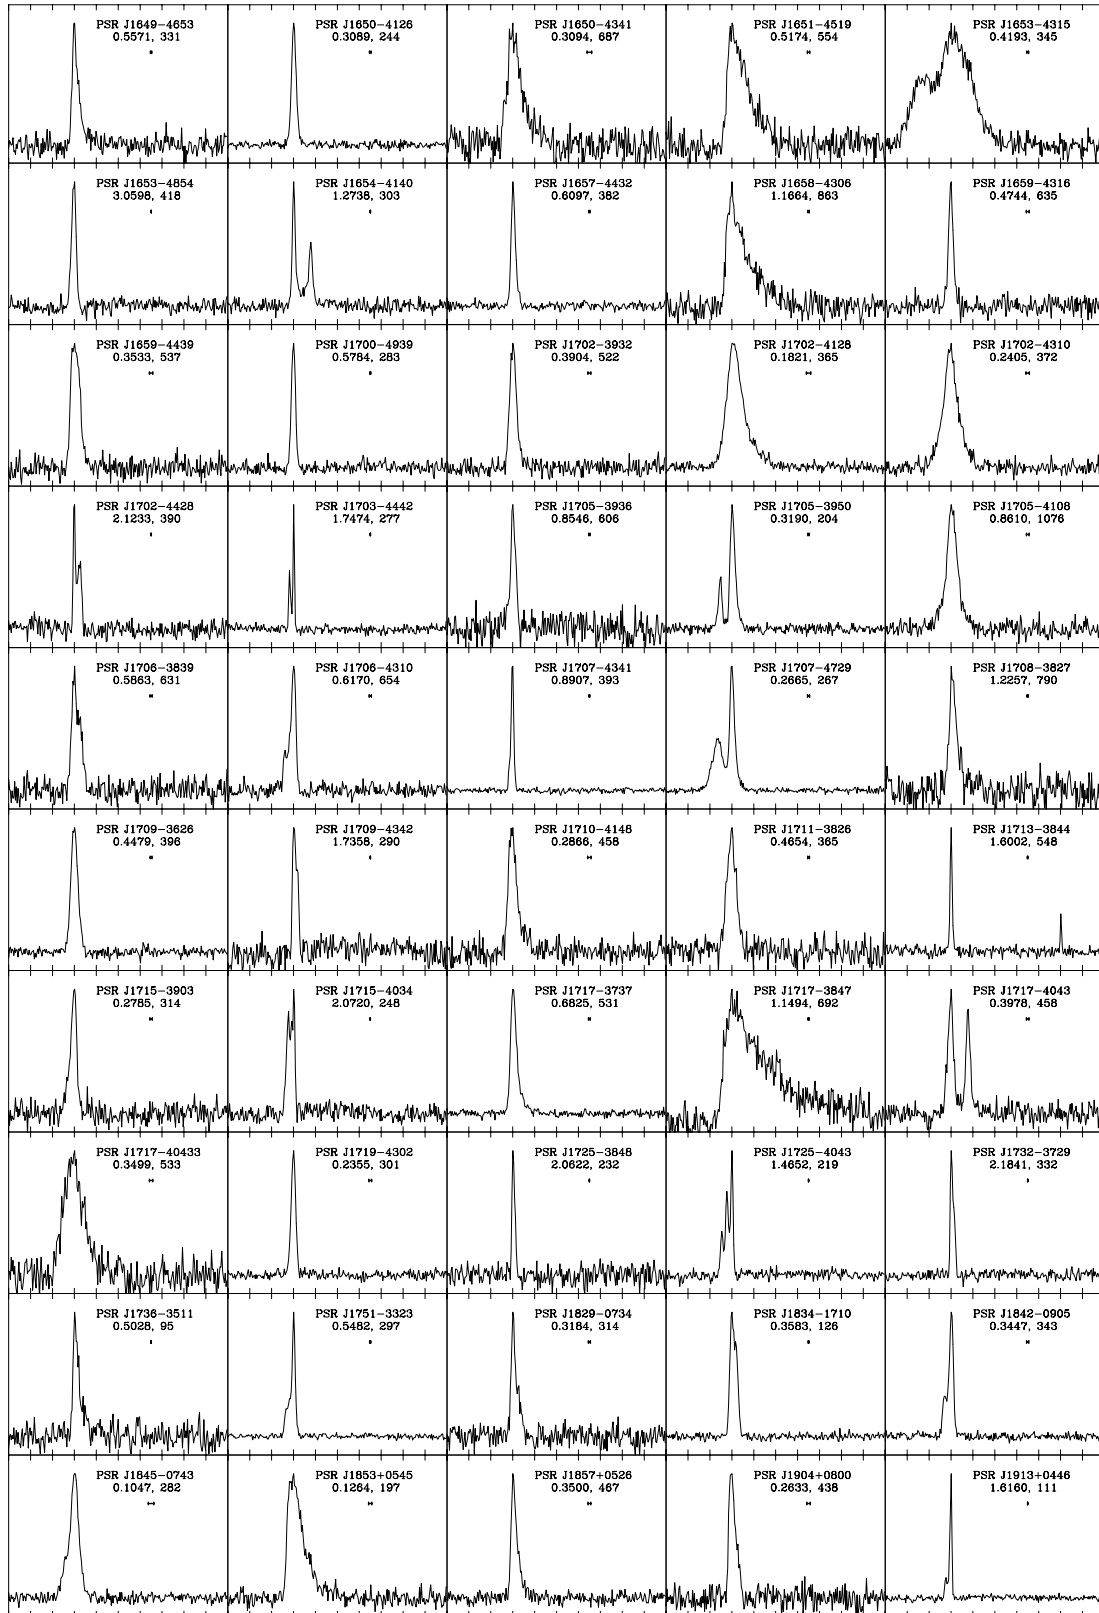 PSR J1649-4653
0.5571, 331
PSR J1650-4126
0.3089, 244
PSR J1650-4341
0.3094, 687
PSR J1651-4519
0.5174, 554
PSR J1653-4315
0.4193, 345
PSR J1653-4854
3.0598, 418
PSR J1654-4140
1.2738, 303
PSR J1657-4432
0.6097, 382
PSR J1658-4306
1.1664, 863
PSR J1659-4316
0.4744, 635
PSR J1659-4439
0.3533, 537
PSR J1700-4939
0.5784, 283
PSR J1702-3932
0.3904, 522
PSR J1702-4128
0.1821, 365
PSR J1702-4310
0.2405, 372
PSR J1702-4428
2.1233, 390
PSR J1703-4442
1.7474, 277
PSR J1705-3936
0.8546, 606
PSR J1705-3950
0.3190, 204
PSR J1705-4108
0.8610, 1076
PSR J1706-3839
0.5863, 631
PSR J1706-4310
0.6170, 654
PSR J1707-4341
0.8907, 393
PSR J1707-4729
0.2665, 267
PSR J1708-3827
1.2257, 790
PSR J1709-3626
0.4479, 396
PSR J1709-4342
1.7358, 290
PSR J1710-4148
0.2866, 458
PSR J1711-3826
0.4654, 365
PSR J1713-3844
1.6002, 548
PSR J1715-3903
0.2785, 314
PSR J1715-4034
2.0720, 248
PSR J1717-3737
0.6825, 531
PSR J1717-3847
1.1494, 692
PSR J1717-4043
0.3978, 458
PSR J1717-40433
0.3499, 533
PSR J1719-4302
0.2355, 301
PSR J1725-3848
2.0622, 232
PSR J1725-4043
1.4652, 219
PSR J1732-3729
2.1841, 332
PSR J1736-3511
0.5028, 95
PSR J1751-3323
0.5482, 297
PSR J1829-0734
0.3184, 314
PSR J1834-1710
0.3583, 126
PSR J1842-0905
0.3447, 343
PSR J1845-0743
0.1047, 282
PSR J1853+0545
0.1264, 197
PSR J1857+0526
0.3500, 467
PSR J1904+0800
0.2633, 438
PSR J1913+0446
1.6160, 111